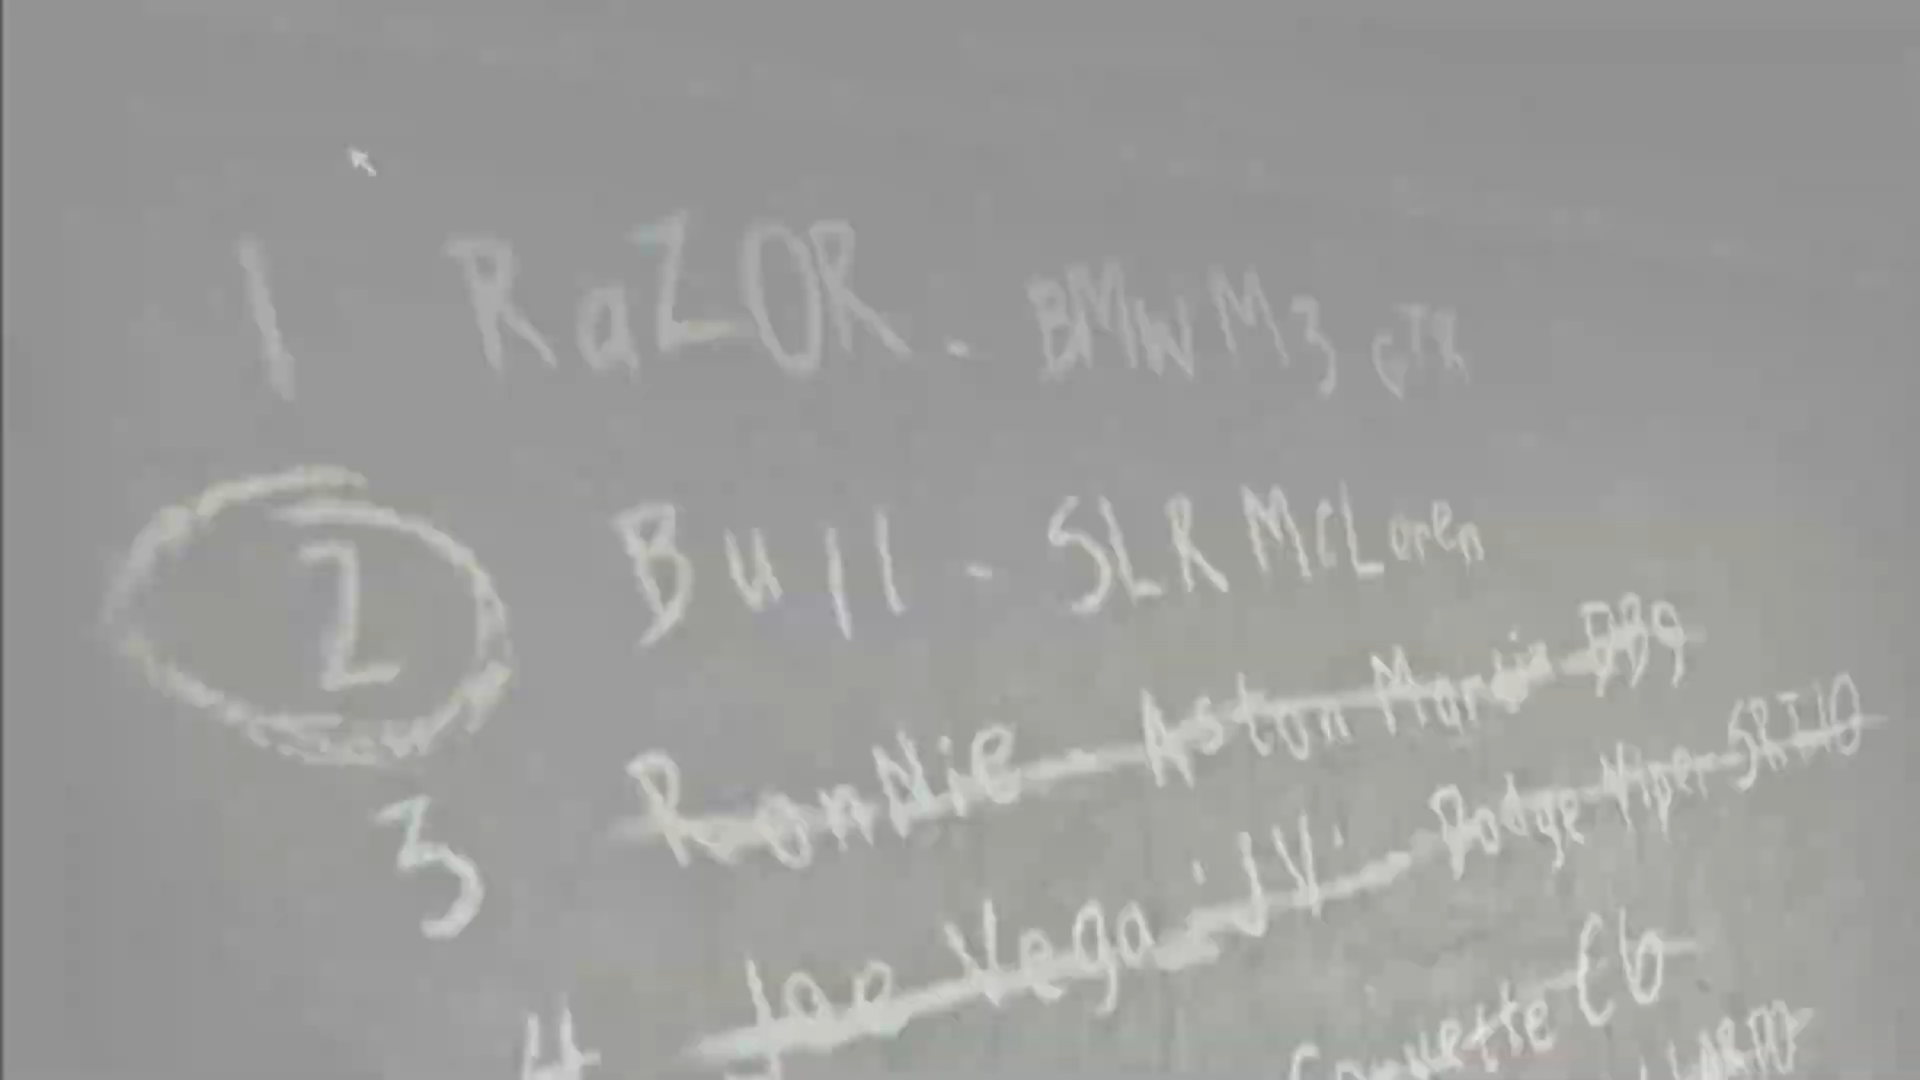 1 RaZOR - BMW M3 GTR
2 Bull - SLR McLaren
3 RonNie - Aston Martin DB9
4 Joe Vega "JV" - Dodge Viper SRT10
Corvette C6